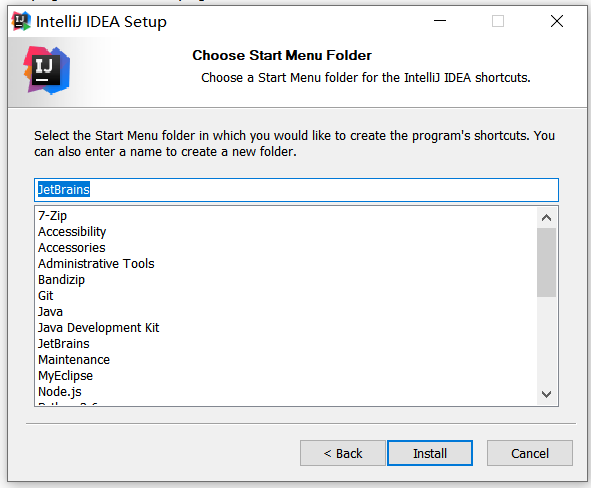 IntelliJ IDEA Setup
IJ
Choose Start Menu Folder
Choose a Start Menu folder for the IntelliJ IDEA shortcuts.
Select the Start Menu folder in which you would like to create the program's shortcuts. You
can also enter a name to create a new folder.
JetBrains
7-Zip
Accessibility
Accessories
Administrative Tools
Bandizip
Git
Java
Java Development Kit
JetBrains
Maintenance
MyEclipse
Node.js
< Back
Install
Cancel